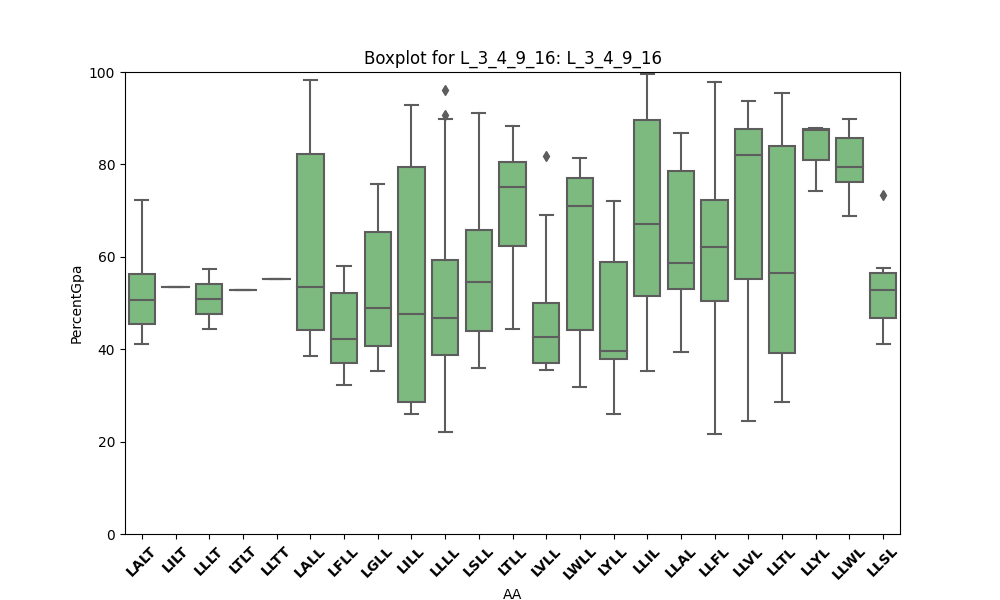 Boxplot for L_3_4_9_16: L_3_4_9_16
PercentGpa
100
80
60
40
20
0
LALT LILT LLLT LTLT LLTT LALL LFLL LGLL LILL LLLL LSLL LTLL LVLL LWLL LYLL LLIL LLAL LLFL LLVL LLTL LLYL LLWL LLSL
AA